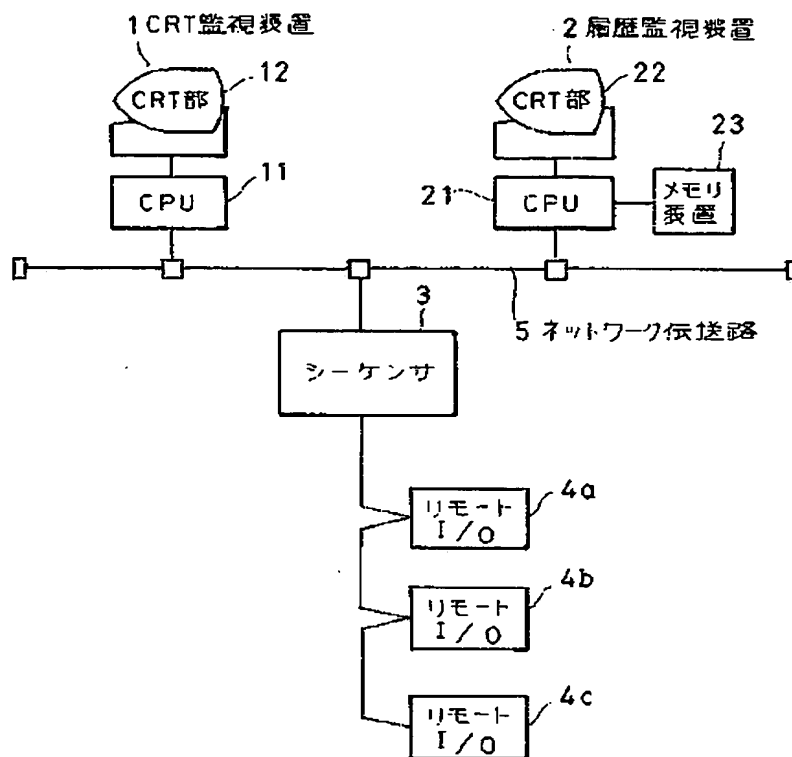 1 CRT監視装置
12
CRT部
11
CPU
2 履歴監視装置
22
CRT部
23
21
CPU
メモリ
装置
5 ネットワーク伝送路
3
シーケンサ
4a
リモート
I/O
4b
リモート
I/O
4c
リモート
I/O